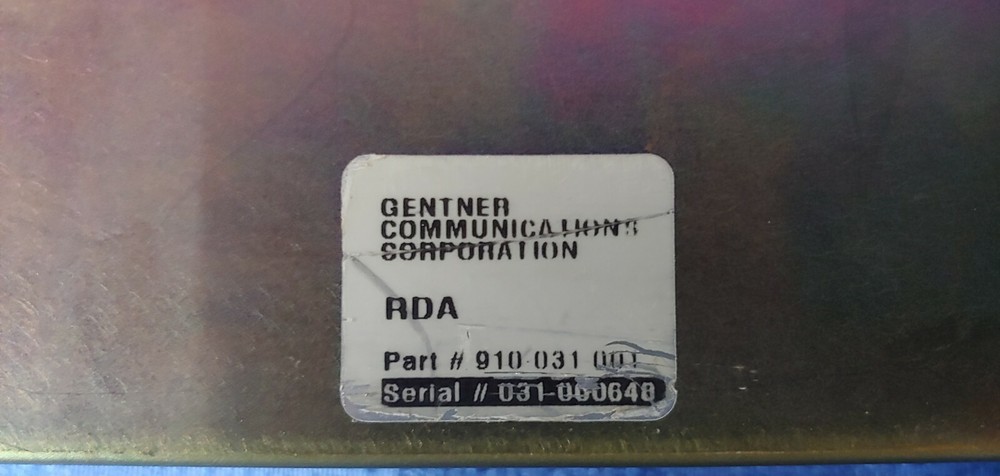 GENTNER
COMMUNICATIONS
CORPORATION
RDA
Part # 910 031 001
Serial # 031-000648